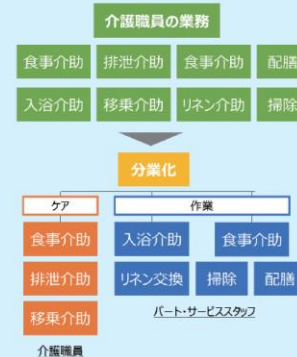 介護職員の業務
食事介助 排泄介助 食事介助 配膳
入浴介助 移乗介助 リネン介助 掃除
分業化
ケア 作業
食事介助 入浴介助 食事介助
排泄介助 リネン交換 掃除 配膳
移乗介助 パート・サービススタッフ
介護職員